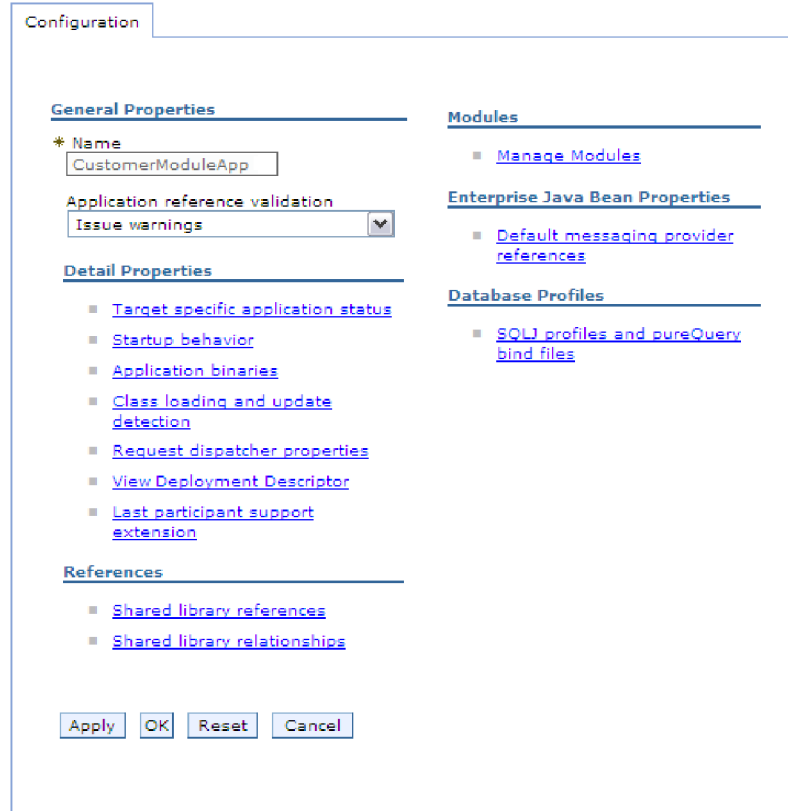 Configuration
General Properties
✱ Name
CustomerModuleApp
Application reference validation
Issue warnings
Detail Properties
Target specific application status
Startup behavior
Application binaries
Class loading and update
detection
Request dispatcher properties
View Deployment Descriptor
Last participant support
extension
References
Shared library references
Shared library relationships
Modules
Manage Modules
Enterprise Java Bean Properties
Default messaging provider
references
Database Profiles
SQLJ profiles and pureQuery
bind files
Apply OK Reset Cancel